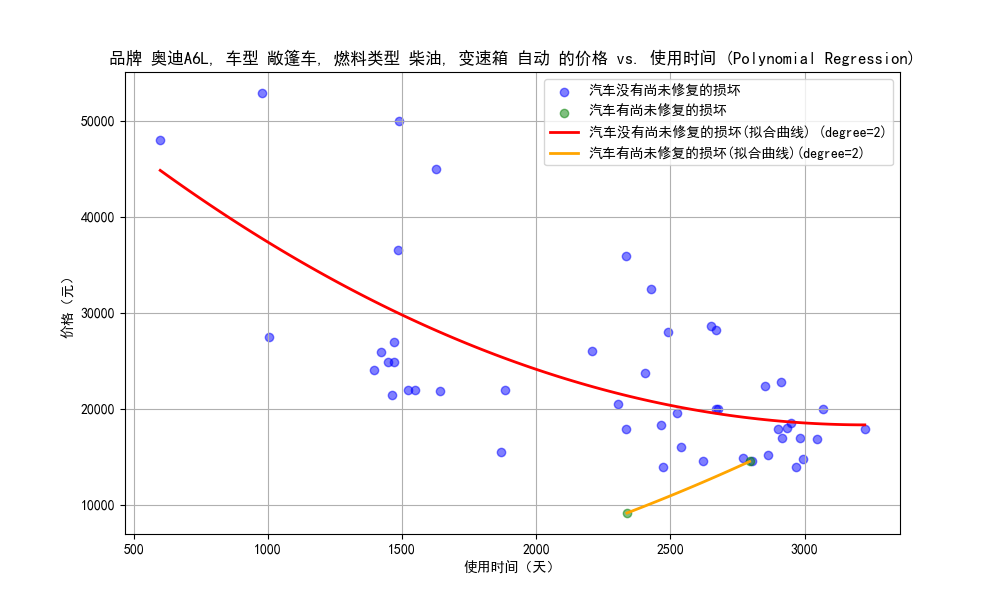 品牌 奥迪A6L, 车型 敞篷车, 燃料类型 柴油, 变速箱 自动 的价格 vs. 使用时间 (Polynomial Regression)
汽车没有尚未修复的损坏
汽车有尚未修复的损坏
汽车没有尚未修复的损坏(拟合曲线) (degree=2)
汽车有尚未修复的损坏(拟合曲线)(degree=2)
价格（元）
50000
40000
30000
20000
10000
500 1000 1500 2000 2500 3000
使用时间（天）